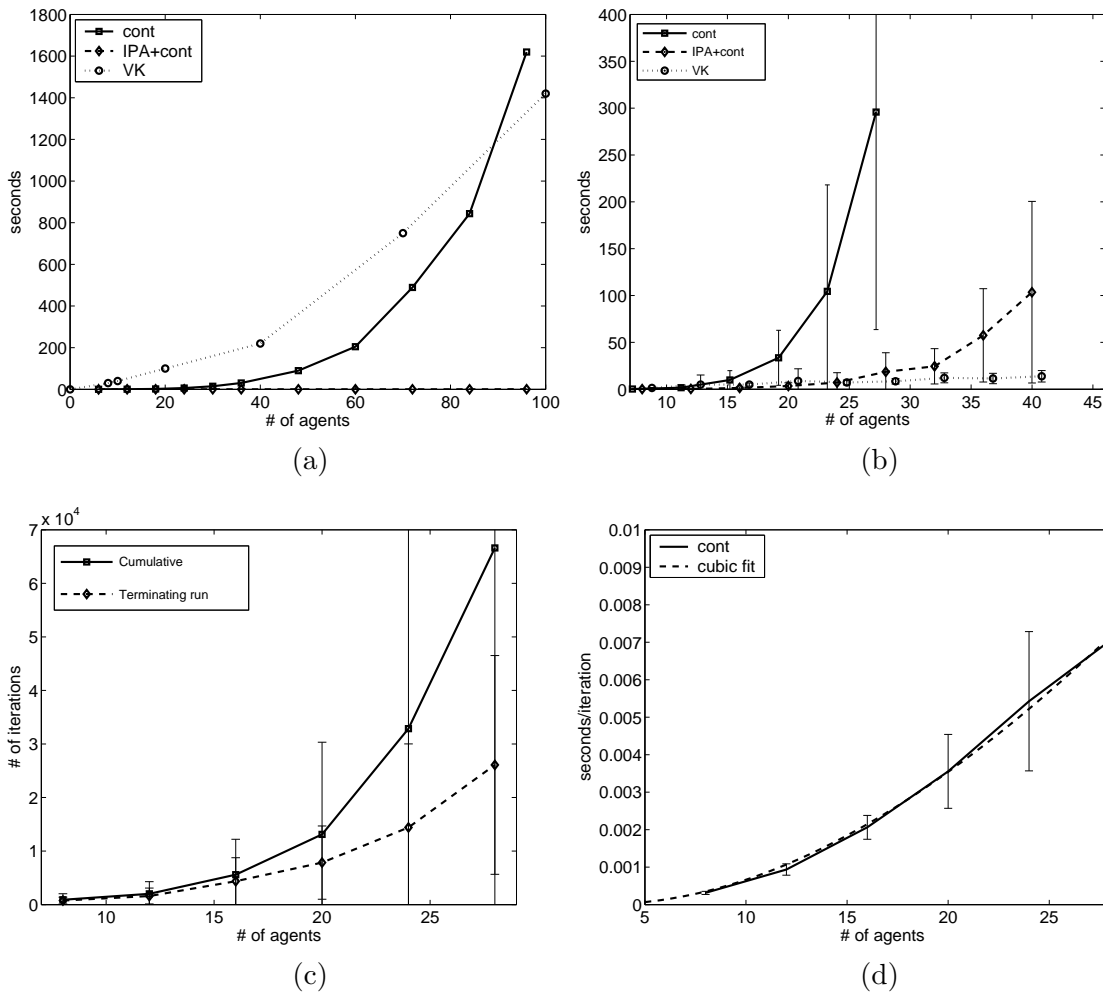 1800
1600
1400
1200
1000
800
600
400
200
0
seconds
cont
IPA+cont
VK
0 20 40 60 80 100
# of agents
(a)
400
350
300
250
200
150
100
50
0
seconds
cont
IPA+cont
VK
10 15 20 25 30 35 40 45
# of agents
(b)
x 10^4
7
6
5
4
3
2
1
0
# of iterations
Cumulative
Terminating run
10 15 20 25
# of agents
(c)
0.01
0.009
0.008
0.007
0.006
0.005
0.004
0.003
0.002
0.001
0
seconds/iteration
cont
cubic fit
5 10 15 20 25
# of agents
(d)